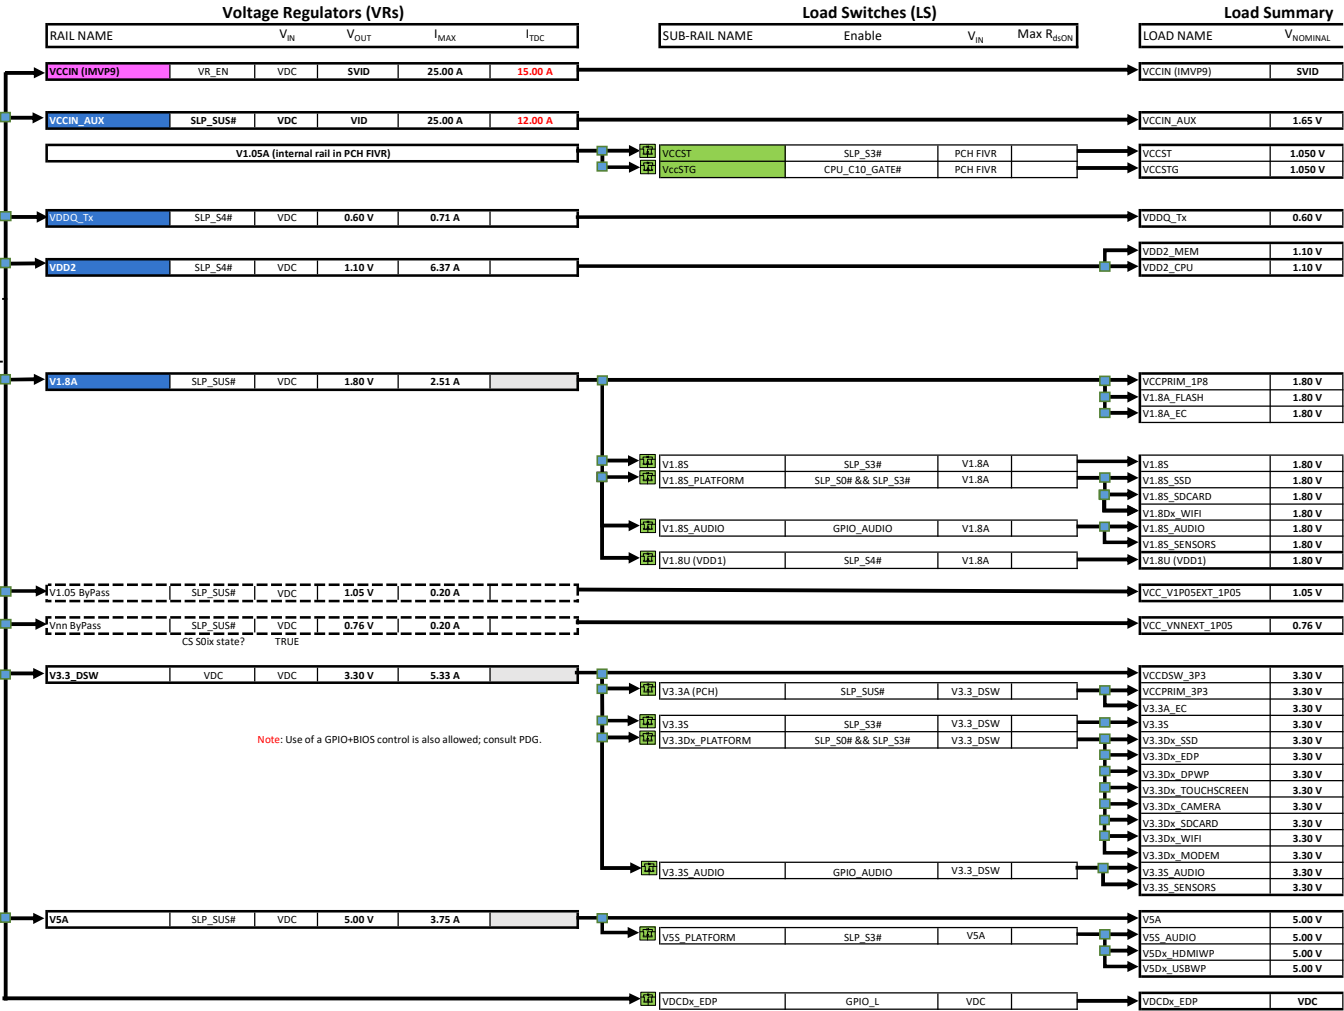 Voltage Regulators (VRs) Load Switches (LS) Load Summary
RAIL NAME VIN VOUT IMAX ITDC SUB-RAIL NAME Enable VIN Max RdsON LOAD NAME VNOMINAL
VCCIN (IMVP9) VR_EN VDC SVID 25.00 A 15.00 A VCCIN (IMVP9) SVID
VCCIN_AUX SLP_SUS# VDC VID 25.00 A 12.00 A VCCIN_AUX 1.65 V
V1.05A (internal rail in PCH FIVR) VCCST SLP_S3# PCH FIVR VCCST 1.050 V
VccSTG CPU_C10_GATE# PCH FIVR VCCSTG 1.050 V
VDDQ_Tx SLP_S4# VDC 0.60 V 0.71 A VDDQ_Tx 0.60 V
VDD2_MEM 1.10 V
VDD2 SLP_S4# VDC 1.10 V 6.37 A VDD2_CPU 1.10 V
V1.8A SLP_SUS# VDC 1.80 V 2.51 A VCCPRIM_1P8 1.80 V
V1.8A_FLASH 1.80 V
V1.8A_EC 1.80 V
V1.8S SLP_S3# V1.8A V1.8S 1.80 V
V1.8S_PLATFORM SLP_S0# && SLP_S3# V1.8A V1.8S_SSD 1.80 V
V1.8S_SDCARD 1.80 V
V1.8Dx_WIFI 1.80 V
V1.8S_AUDIO GPIO_AUDIO V1.8A V1.8S_AUDIO 1.80 V
V1.8S_SENSORS 1.80 V
V1.8U (VDD1) SLP_S4# V1.8A V1.8U (VDD1) 1.80 V
V1.05 ByPass SLP_SUS# VDC 1.05 V 0.20 A VCC_V1P05EXT_1P05 1.05 V
Vnn ByPass SLP_SUS# VDC 0.76 V 0.20 A VCC_VNNEXT_1P05 0.76 V
CS S0ix state? TRUE
V3.3_DSW VDC VDC 3.30 V 5.33 A VCCDSW_3P3 3.30 V
V3.3A (PCH) SLP_SUS# V3.3_DSW VCCPRIM_3P3 3.30 V
V3.3A_EC 3.30 V
V3.3S SLP_S3# V3.3_DSW V3.3S 3.30 V
Note: Use of a GPIO+BIOS control is also allowed; consult PDG. V3.3Dx_PLATFORM SLP_S0# && SLP_S3# V3.3_DSW V3.3Dx_SSD 3.30 V
V3.3Dx_EDP 3.30 V
V3.3Dx_DPWP 3.30 V
V3.3Dx_TOUCHSCREEN 3.30 V
V3.3Dx_CAMERA 3.30 V
V3.3Dx_SDCARD 3.30 V
V3.3Dx_WIFI 3.30 V
V3.3Dx_MODEM 3.30 V
V3.3S_AUDIO GPIO_AUDIO V3.3_DSW V3.3S_AUDIO 3.30 V
V3.3S_SENSORS 3.30 V
V5A SLP_SUS# VDC 5.00 V 3.75 A V5A 5.00 V
V5S_PLATFORM SLP_S3# V5A V5S_AUDIO 5.00 V
V5Dx_HDMIWP 5.00 V
V5Dx_USBWP 5.00 V
VDCDx_EDP GPIO_L VDC VDCDx_EDP VDC